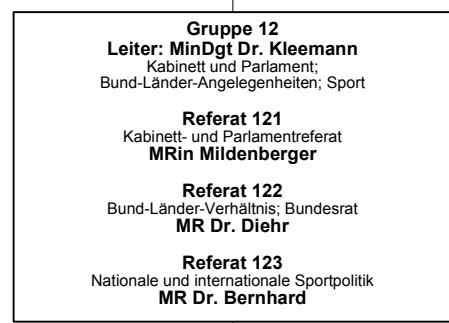 Gruppe 12
Leiter: MinDgt Dr. Kleemann
Kabinett und Parlament;
Bund-Länder-Angelegenheiten; Sport
Referat 121
Kabinett- und Parlamentreferat
MRin Mildenberger
Referat 122
Bund-Länder-Verhältnis; Bundesrat
MR Dr. Diehr
Referat 123
Nationale und internationale Sportpolitik
MR Dr. Bernhard